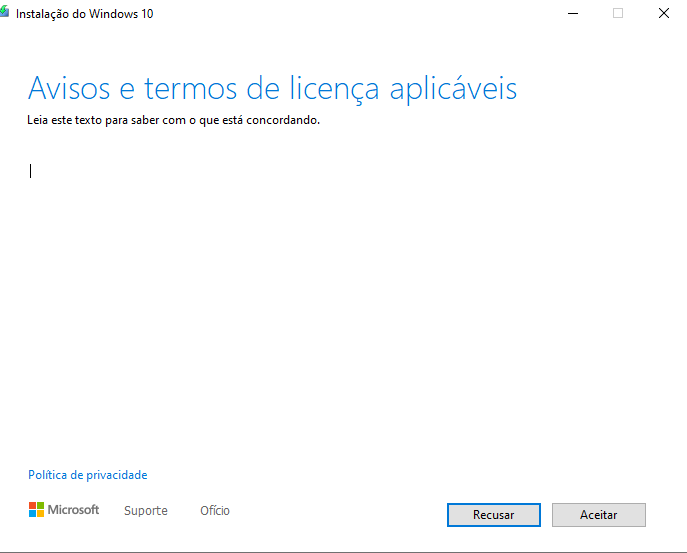 Instalação do Windows 10
Avisos e termos de licença aplicáveis
Leia este texto para saber com o que está concordando.
Política de privacidade
Microsoft Suporte Ofício Recusar Aceitar